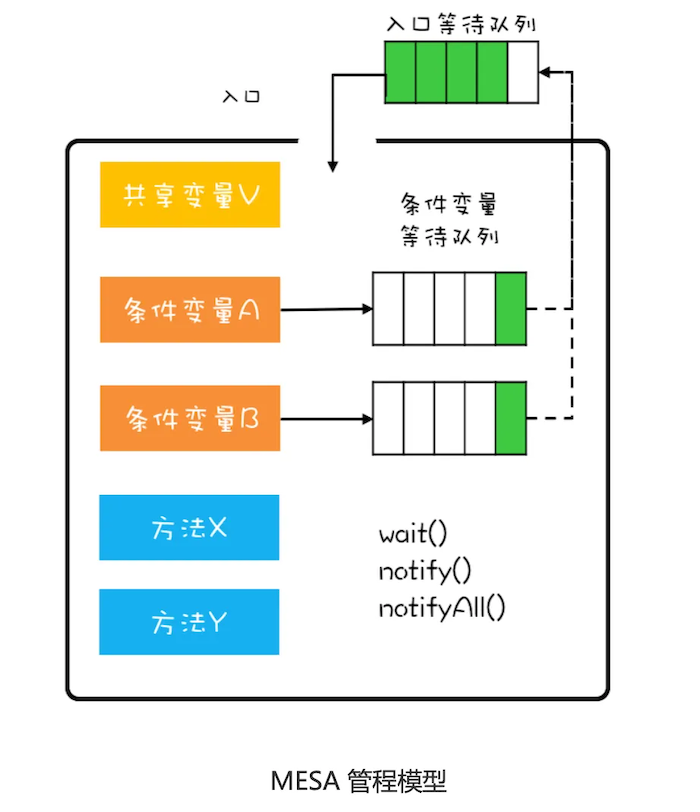 入口等待队列
入口
共享变量V
条件变量
等待队列
条件变量A
条件变量B
方法X
wait()
notify()
notifyAll()
方法Y
MESA 管程模型